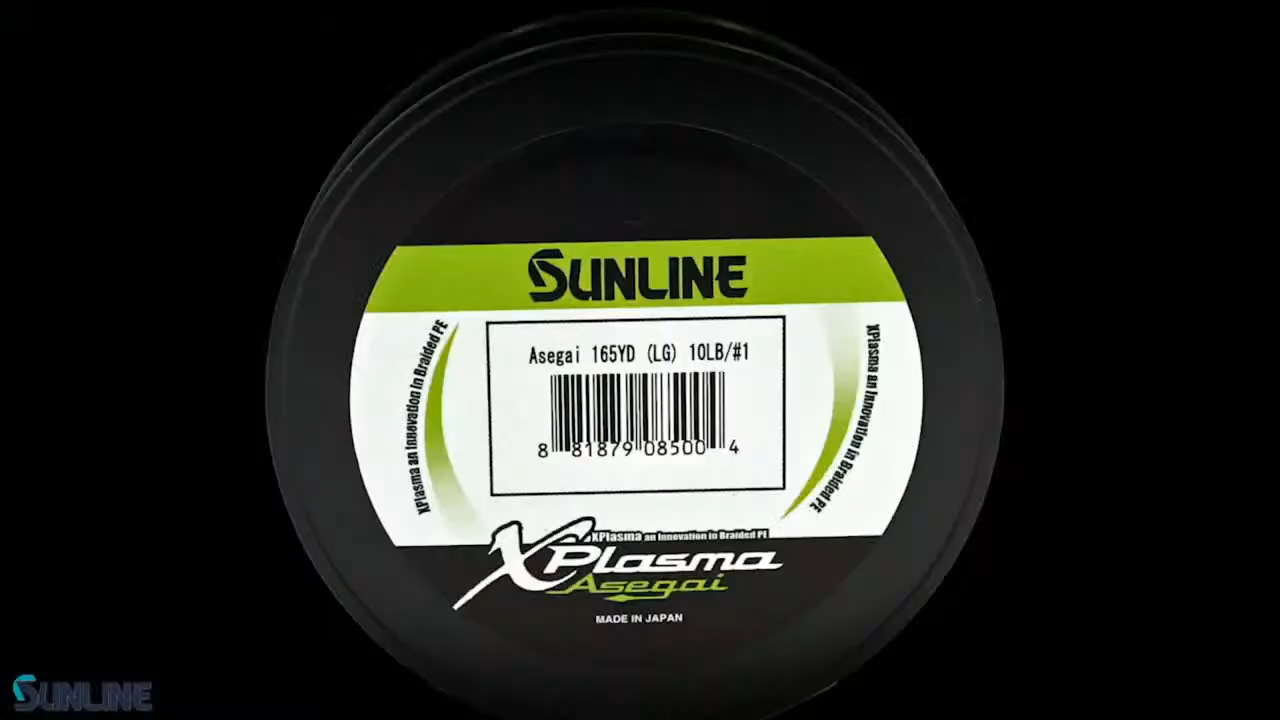 SUNLINE
Asegai 165YD (LG) 10LB/#1
8 81879 08500 4
XPlasma an Innovation in Braided PE
XPlasma an Innovation in Braided PE
XPlasma an Innovation in Braided PE
XPlasma
Asegai
MADE IN JAPAN
SUNLINE